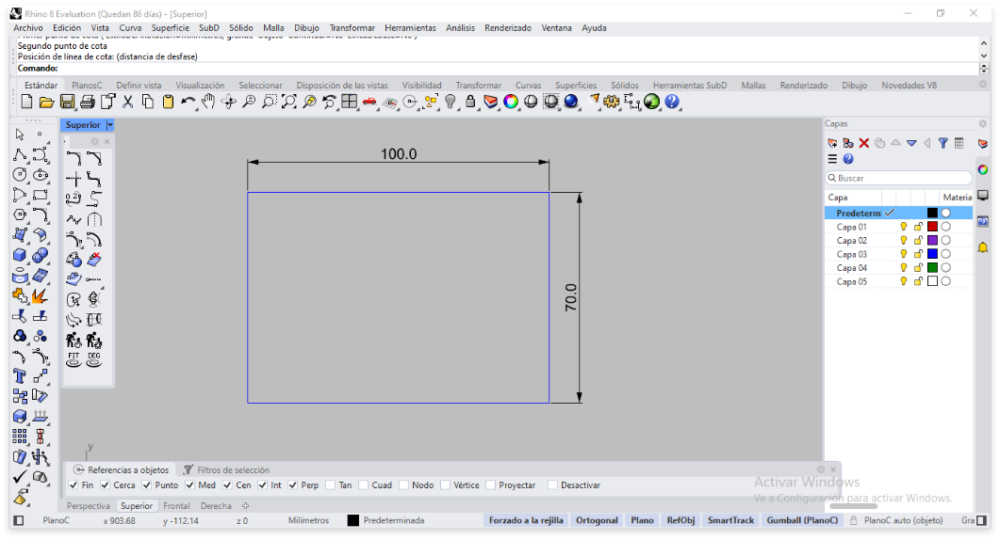 Rhino 8 Evaluation (Quedan 86 días) - [Superior]
Archivo Edición Vista Curva Superficie SubD Sólido Malla Dibujo Transformar Herramientas Análisis Renderizado Ventana Ayuda
Segundo punto de cota
Posición de línea de cota: (distancia de desfase)
Comando:
Estándar PlanosC Definir vista Visualización Seleccionar Disposición de las vistas Visibilidad Transformar Curvas Superficies Sólidos Herramientas SubD Mallas Renderizado Dibujo Novedades V8
Superior
Capas
Buscar
Capa Materia
Predeterm
Capa 01
Capa 02
Capa 03
Capa 04
Capa 05
100.0
70.0
FIT DEG
y
Referencias a objetos Filtros de selección
Fin Cerca Punto Med Cen Int Perp Tan Cuad Nodo Vértice Proyectar Desactivar
Activar Windows
Ve a Configuración para activar Windows.
Perspectiva Superior Frontal Derecha
PlanoC x 903.68 y -112.14 z 0 Milímetros Predeterminada Forzado a la rejilla Ortogonal Plano RefObj SmartTrack Gumball (PlanoC) PlanoC auto (objeto) Gra